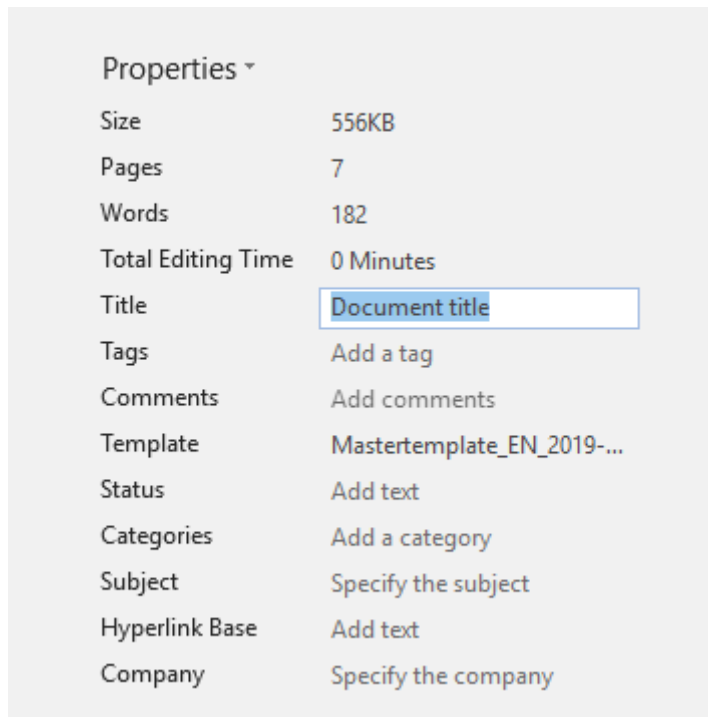 Properties
Size 556KB
Pages 7
Words 182
Total Editing Time 0 Minutes
Title Document title
Tags Add a tag
Comments Add comments
Template Mastertemplate_EN_2019-...
Status Add text
Categories Add a category
Subject Specify the subject
Hyperlink Base Add text
Company Specify the company